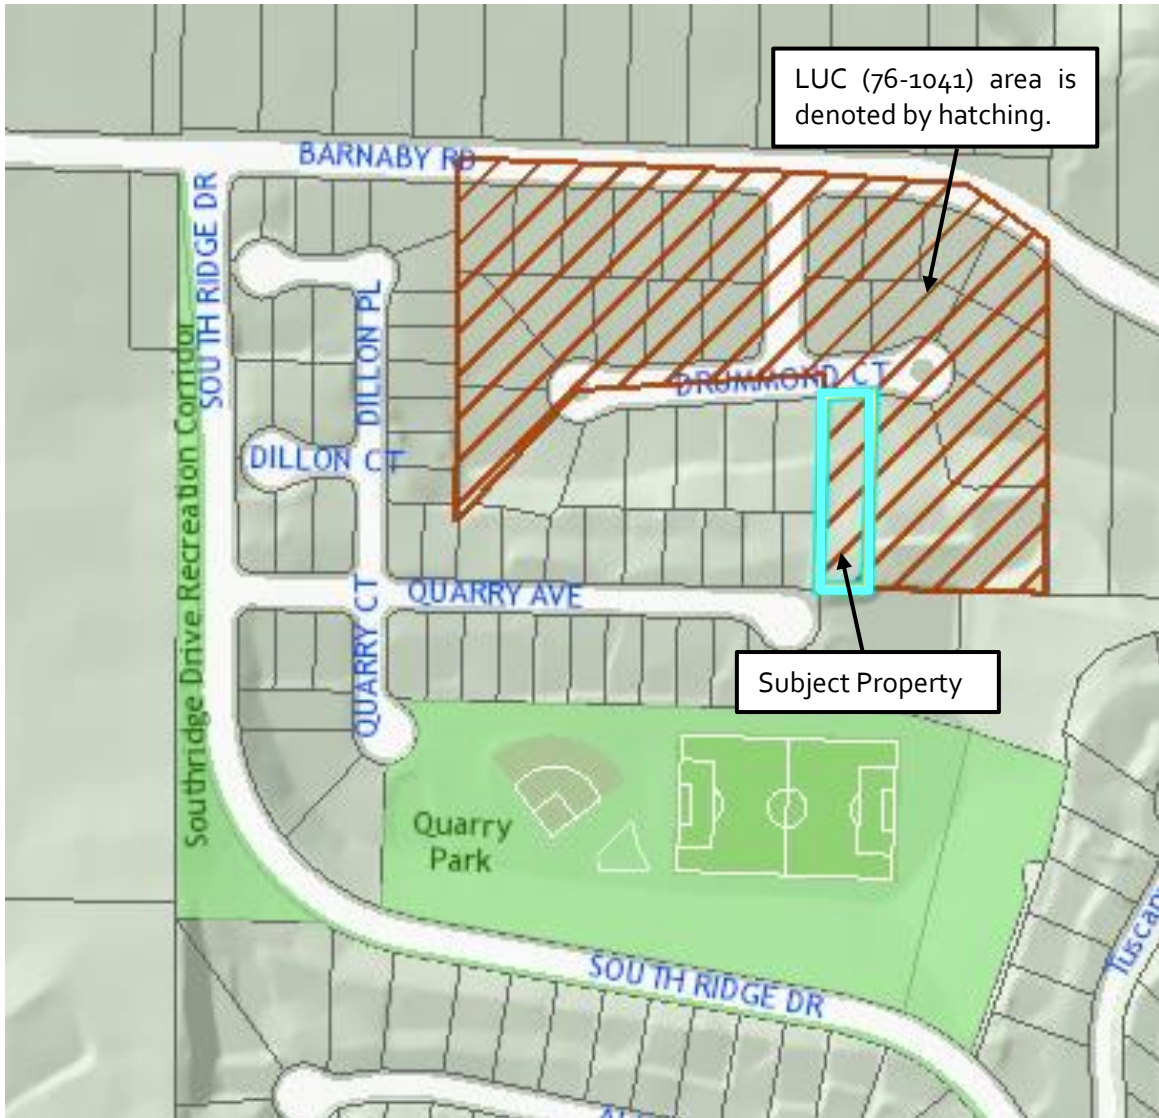 LUC (76-1041) area is
denoted by hatching.
BARNABY RD
SOUTH RIDGE DR
DILLON PL
DRUMMOND CT
DILLON CT
Southridge Drive Recreation Corridor
QUARRY AVE
QUARRY CT
Subject Property
Quarry
Park
SOUTH RIDGE DR